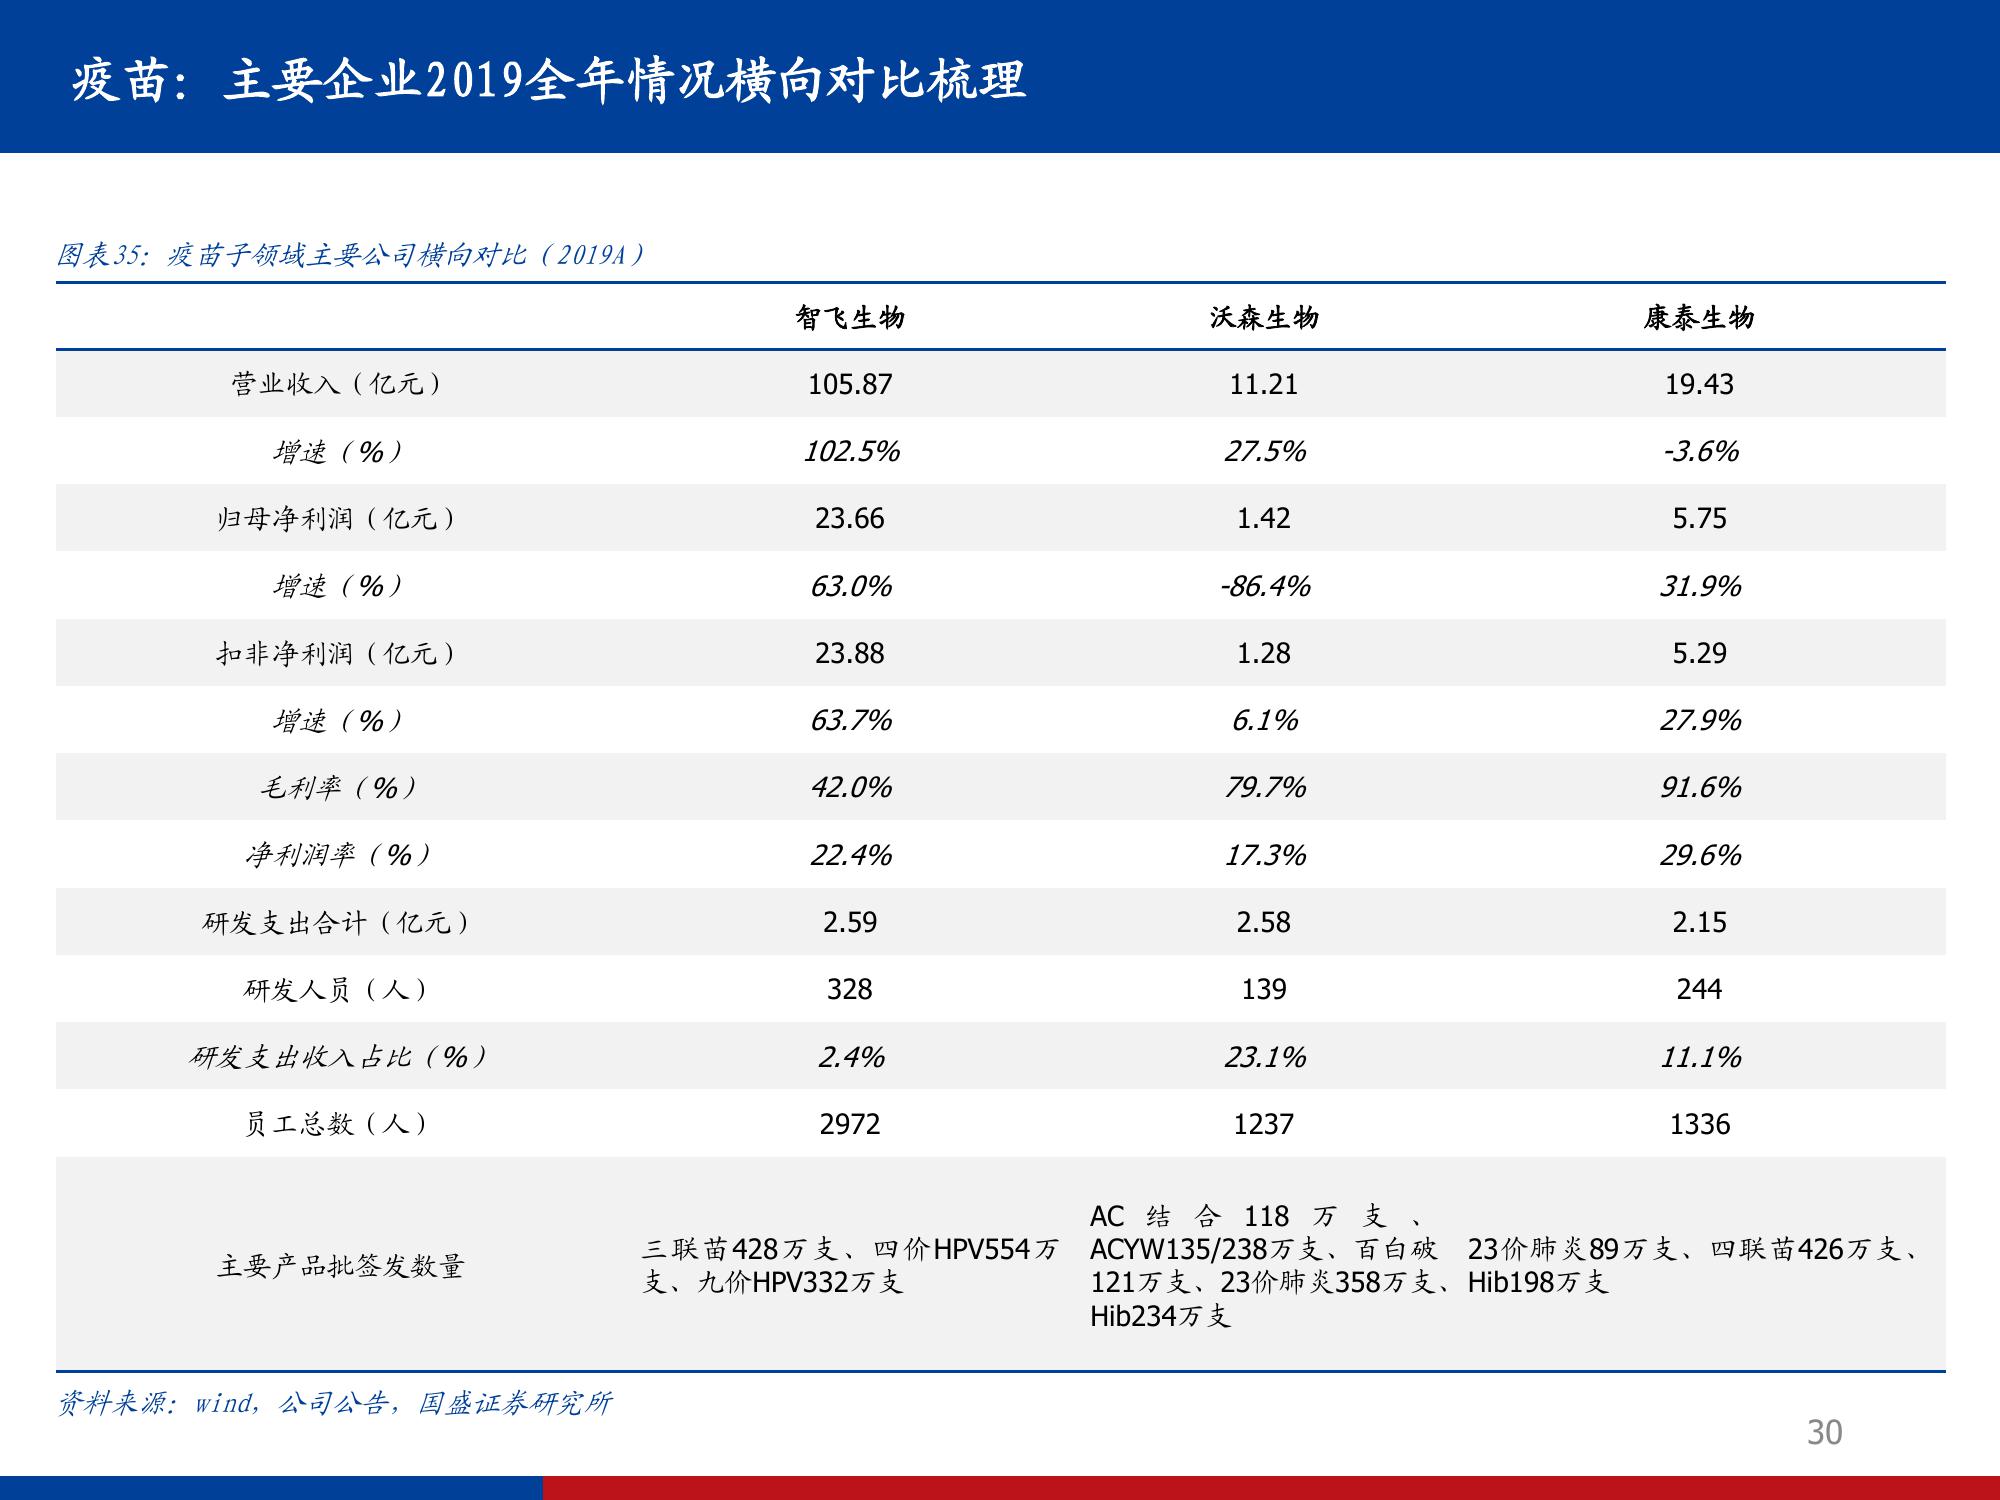 疫苗：主要企业2019全年情况横向对比梳理
图表35：疫苗子领域主要公司横向对比（2019A）
智飞生物 沃森生物 康泰生物
营业收入（亿元） 105.87 11.21 19.43
增速（%） 102.5% 27.5% -3.6%
归母净利润（亿元） 23.66 1.42 5.75
增速（%） 63.0% -86.4% 31.9%
扣非净利润（亿元） 23.88 1.28 5.29
增速（%） 63.7% 6.1% 27.9%
毛利率（%） 42.0% 79.7% 91.6%
净利润率（%） 22.4% 17.3% 29.6%
研发支出合计（亿元） 2.59 2.58 2.15
研发人员（人） 328 139 244
研发支出收入占比（%） 2.4% 23.1% 11.1%
员工总数（人） 2972 1237 1336
主要产品批签发数量
三联苗428万支、四价HPV554万
支、九价HPV332万支
AC结合118万支、
ACYW135/238万支、百白破
121万支、23价肺炎358万支、
Hib234万支
23价肺炎89万支、四联苗426万支、
Hib198万支
资料来源：wind，公司公告，国盛证券研究所
30